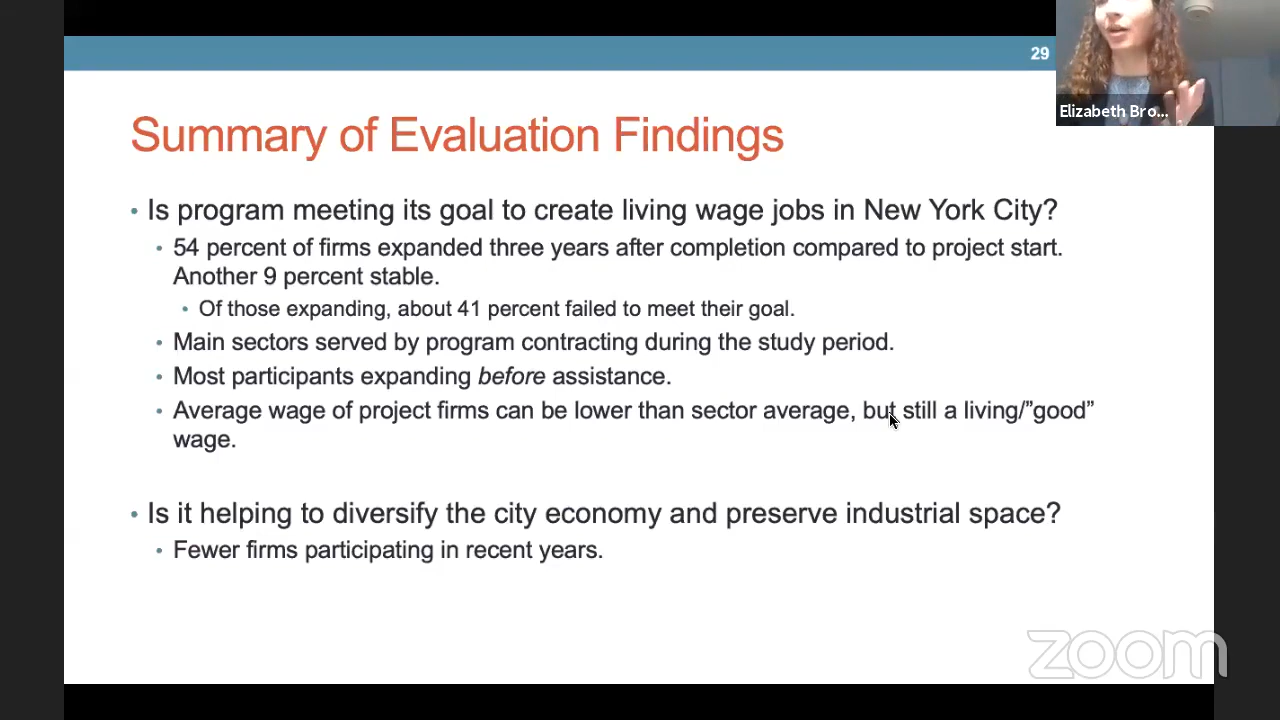 29
Elizabeth Bro...
Summary of Evaluation Findings
• Is program meeting its goal to create living wage jobs in New York City?
• 54 percent of firms expanded three years after completion compared to project start.
Another 9 percent stable.
• Of those expanding, about 41 percent failed to meet their goal.
• Main sectors served by program contracting during the study period.
• Most participants expanding before assistance.
• Average wage of project firms can be lower than sector average, but still a living/”good”
wage.
• Is it helping to diversify the city economy and preserve industrial space?
• Fewer firms participating in recent years.
zoom